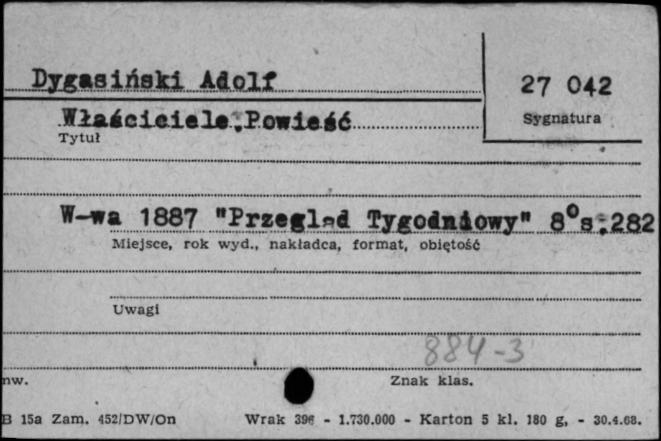 Dygasiński Adolf
27 042
Sygnatura
Właściciele.Powieść
Tytuł
W-wa 1887 "Przegląd Tygodniowy" 8°s.282
Miejsce, rok wyd., nakładca, format, obiętość
Uwagi
884-3
nw.
Znak klas.
B 15a Zam. 452/DW/On
Wrak 396 - 1.730.000 - Karton 5 kl. 180 g, - 30.4.68.